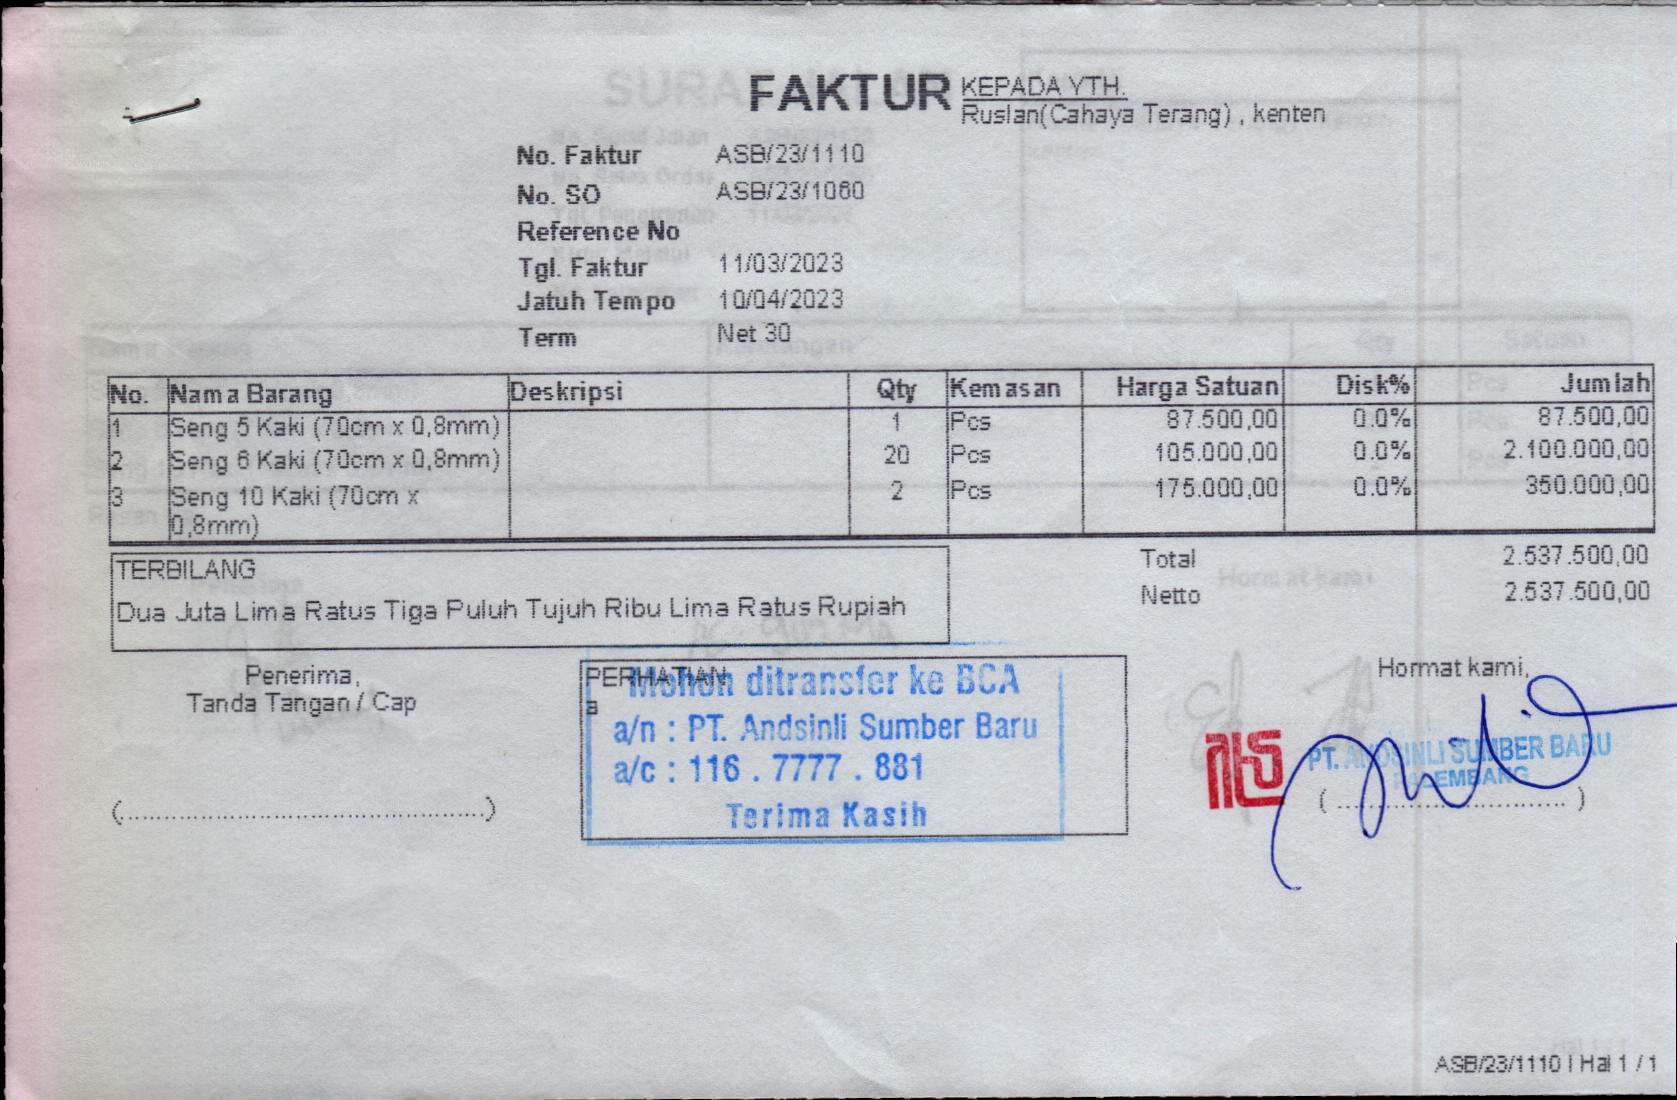 FAKTUR
KEPADA YTH.
Ruslan(Cahaya Terang) , kenten
No. Faktur ASB/23/1110
No. SO ASB/23/1060
Reference No
Tgl. Faktur 11/03/2023
Jatuh Tempo 10/04/2023
Term Net 30
No. Nama Barang Deskripsi Qty Kemasan Harga Satuan Disk% Jumlah
1 Seng 5 Kaki (70cm x 0,8mm) 1 Pcs 87.500,00 0.0% 87.500,00
2 Seng 6 Kaki (70cm x 0,8mm) 20 Pcs 105.000,00 0.0% 2.100.000,00
3 Seng 10 Kaki (70cm x 2 Pcs 175.000,00 0.0% 350.000,00
0,8mm)
TERBILANG
Dua Juta Lima Ratus Tiga Puluh Tujuh Ribu Lima Ratus Rupiah
Total 2.537.500,00
Netto 2.537.500,00
Penerima,
Tanda Tangan / Cap
(................................................)
PERHATIAN
a
Mohon ditransfer ke BCA
a/n : PT. Andsinli Sumber Baru
a/c : 116 . 7777 . 881
Terima Kasih
Hormat kami,
PT. ANDSINLI SUMBER BARU
PALEMBANG
( .............................. )
ASB/23/1110 | Hal 1 / 1